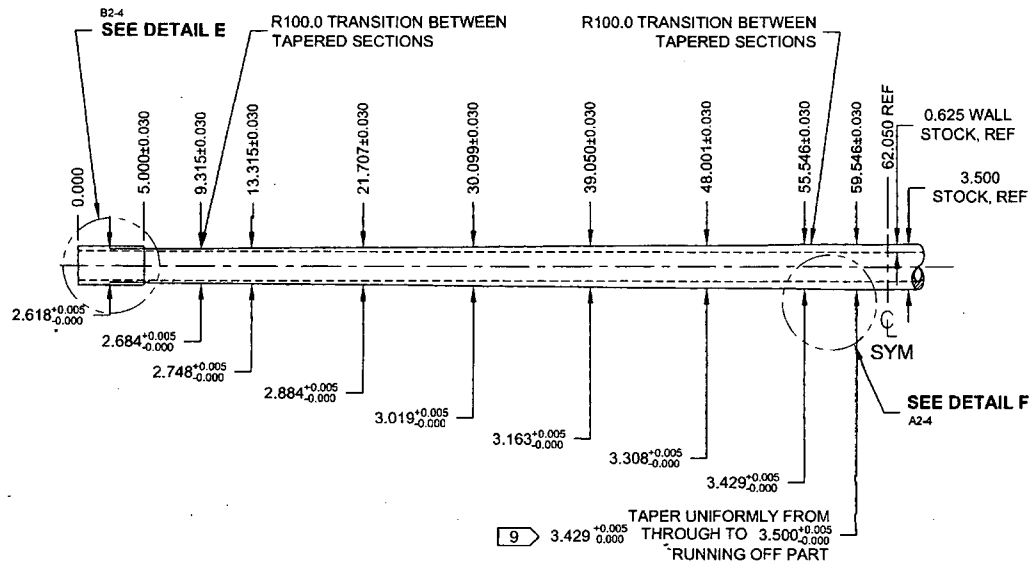 B2-4
SEE DETAIL E
R100.0 TRANSITION BETWEEN
TAPERED SECTIONS
R100.0 TRANSITION BETWEEN
TAPERED SECTIONS
0.000
5.000±0.030
9.315±0.030
13.315±0.030
21.707±0.030
30.099±0.030
39.050±0.030
48.001±0.030
55.546±0.030
59.546±0.030
62.050 REF
0.625 WALL
STOCK, REF
3.500
STOCK, REF
2.618+0.005
-0.000
2.684+0.005
-0.000
2.748+0.005
-0.000
2.884+0.005
-0.000
3.019+0.005
-0.000
3.163+0.005
-0.000
3.308+0.005
-0.000
3.429+0.005
-0.000
℄
SYM
SEE DETAIL F
A2-4
TAPER UNIFORMLY FROM
9 3.429 +0.005
0.000
THROUGH TO 3.500+0.005
-0.000
RUNNING OFF PART